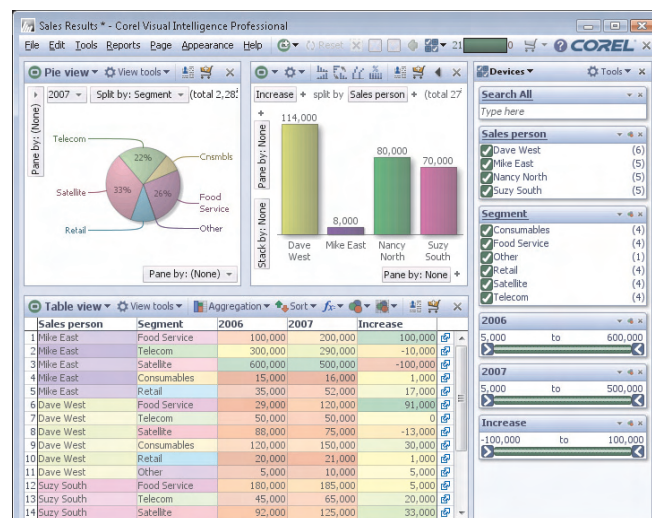 Sales Results * - Corel Visual Intelligence Professional
File Edit Tools Reports Page Appearance Help Reset 21 0 COREL
Pie view View tools
2007 Split by: Segment (total 2,28
Pane by: (None)
Telecom
22%
Cnsmbls
Satellite
33%
26%
Food Service
Retail
Other
Pane by: (None)
Increase + split by Sales person + (total 27
+
Pane by: None
Stack by: None
114,000
8,000
80,000
70,000
Dave West
Mike East
Nancy North
Suzy South
Pane by: None +
Devices Tools
Search All
Type here
Sales person
Dave West (6)
Mike East (5)
Nancy North (5)
Suzy South (5)
Segment
Consumables (4)
Food Service (4)
Other (1)
Retail (4)
Satellite (4)
Telecom (4)
2006
5,000 to 600,000
2007
5,000 to 500,000
Increase
-100,000 to 100,000
Table view View tools Aggregation Sort fx
Sales person Segment 2006 2007 Increase
1 Mike East Food Service 100,000 200,000 100,000
2 Mike East Telecom 300,000 290,000 -10,000
3 Mike East Satellite 600,000 500,000 -100,000
4 Mike East Consumables 15,000 16,000 1,000
5 Mike East Retail 35,000 52,000 17,000
6 Dave West Food Service 29,000 120,000 91,000
7 Dave West Telecom 50,000 50,000 0
8 Dave West Satellite 88,000 75,000 -13,000
9 Dave West Consumables 120,000 150,000 30,000
10 Dave West Retail 20,000 21,000 1,000
11 Dave West Other 5,000 10,000 5,000
12 Suzy South Food Service 180,000 185,000 5,000
13 Suzy South Telecom 45,000 65,000 20,000
14 Suzy South Satellite 92,000 125,000 33,000